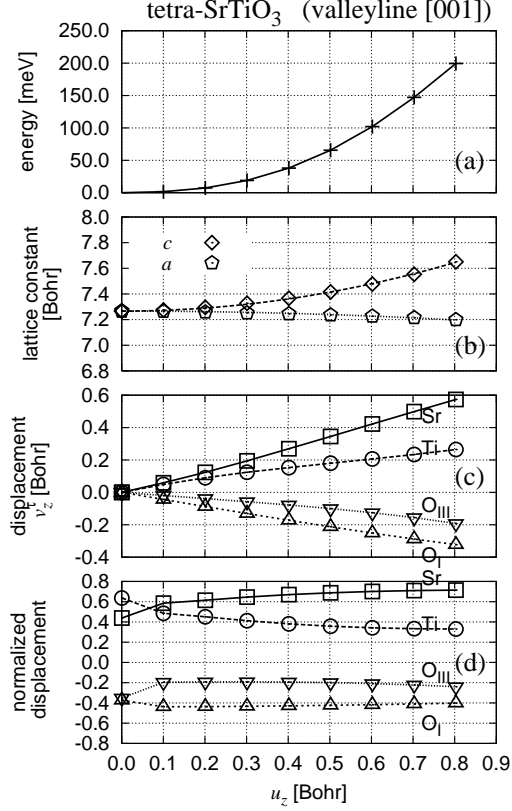 tetra-SrTiO3 (valleyline [001])
energy [meV]
250.0
200.0
150.0
100.0
50.0
0.0
(a)
lattice constant
[Bohr]
8.0
7.8
7.6
7.4
7.2
7.0
6.8
c
a
(b)
displacement
v_z^τ [Bohr]
0.6
0.4
0.2
0.0
-0.2
-0.4
Sr
Ti
(c)
OIII
OI
normalized
displacement
0.8
0.6
0.4
0.2
0.0
-0.2
-0.4
-0.6
-0.8
Sr
Ti
(d)
OIII
OI
0.0 0.1 0.2 0.3 0.4 0.5 0.6 0.7 0.8 0.9
uz [Bohr]